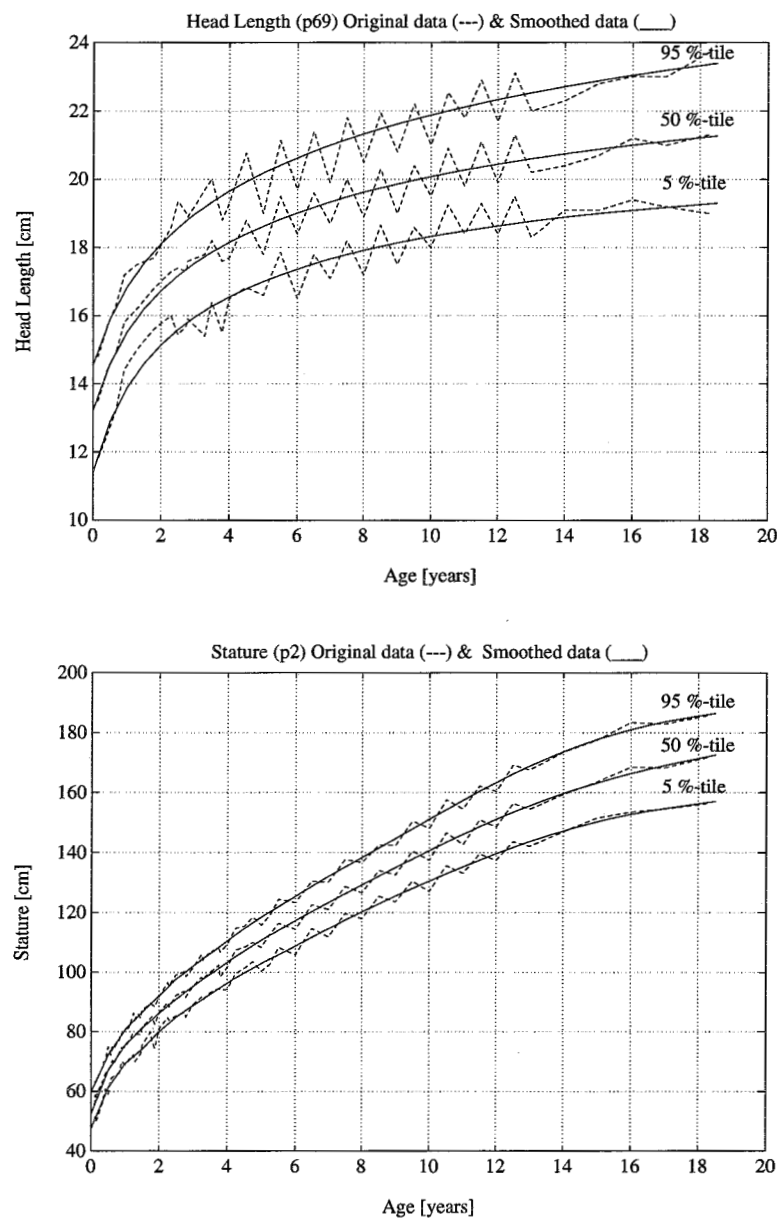 Head Length (p69) Original data (---) & Smoothed data (___)
24
95 %-tile
22
50 %-tile
20
5 %-tile
18
16
14
12
10
Head Length [cm]
0 2 4 6 8 10 12 14 16 18 20
Age [years]
Stature (p2) Original data (---) & Smoothed data (___)
200
95 %-tile
180
50 %-tile
160
5 %-tile
140
120
100
80
60
40
Stature [cm]
0 2 4 6 8 10 12 14 16 18 20
Age [years]